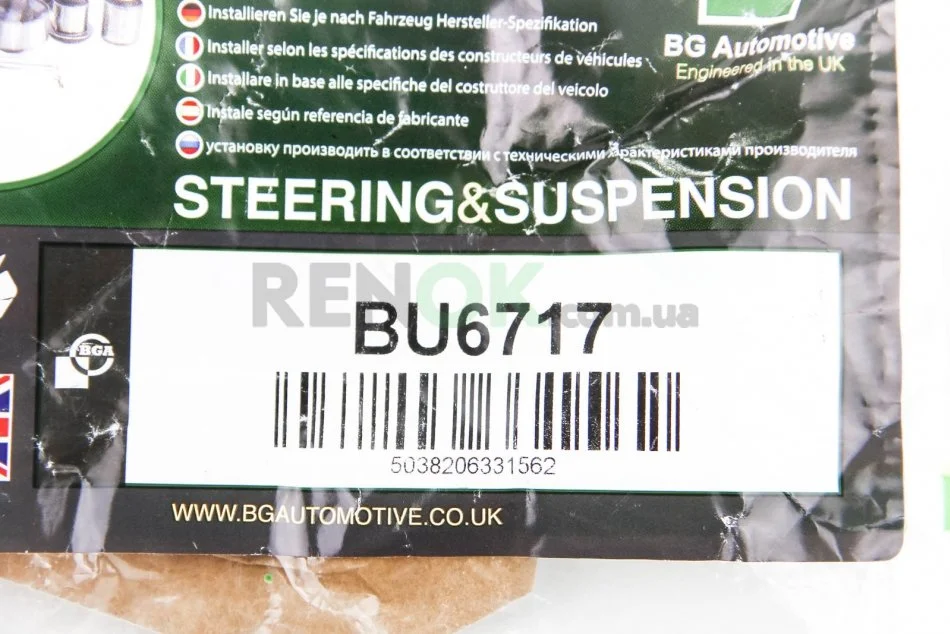 Installieren Sie je nach Fahrzeug Hersteller-Spezifikation
Installer selon les spécifications des constructeurs de véhicules
Installare in base alle specifiche del costruttore del veicolo
Instale según referencia de fabricante
установку производить в соответствии с техническими характеристиками производителя
BG Automotive
Engineered in the UK
STEERING&SUSPENSION
RENOK.com.ua
BU6717
BGA
5038206331562
WWW.BGAUTOMOTIVE.CO.UK